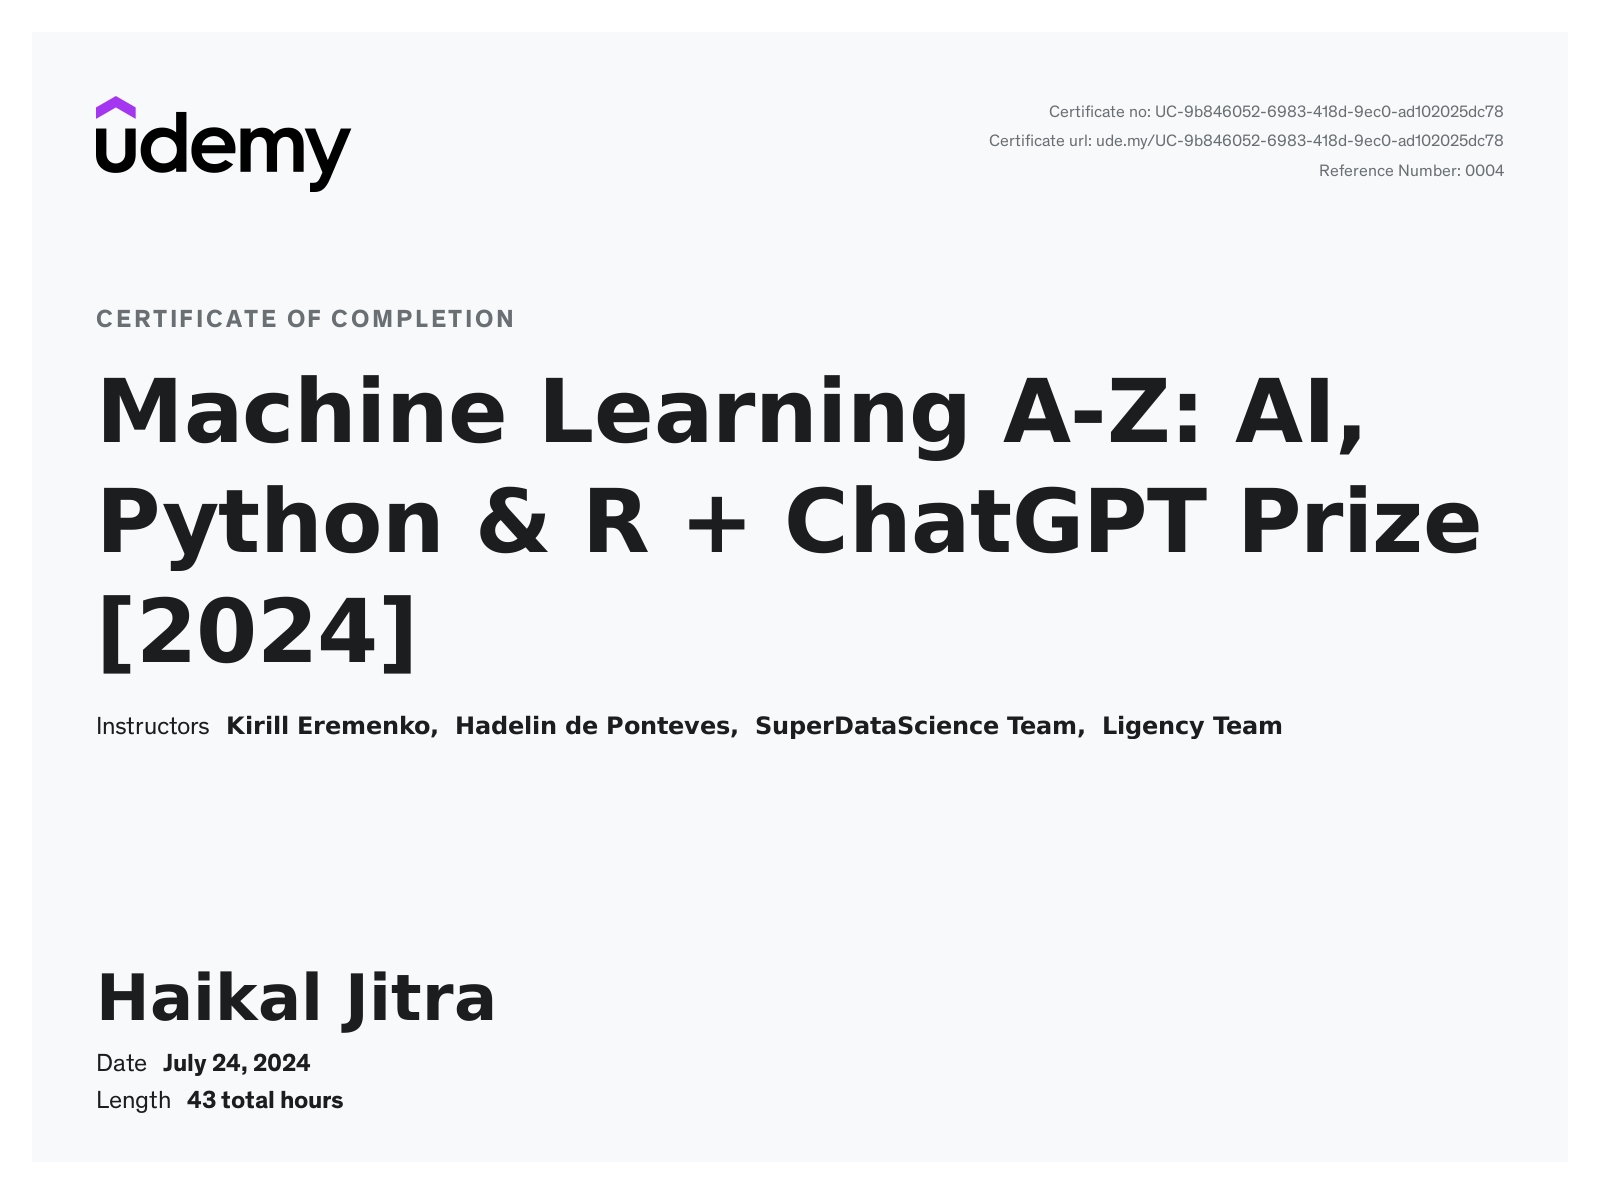 udemy
Certificate no: UC-9b846052-6983-418d-9ec0-ad102025dc78
Certificate url: ude.my/UC-9b846052-6983-418d-9ec0-ad102025dc78
Reference Number: 0004
CERTIFICATE OF COMPLETION
Machine Learning A-Z: AI,
Python & R + ChatGPT Prize
[2024]
Instructors Kirill Eremenko, Hadelin de Ponteves, SuperDataScience Team, Ligency Team
Haikal Jitra
Date July 24, 2024
Length 43 total hours